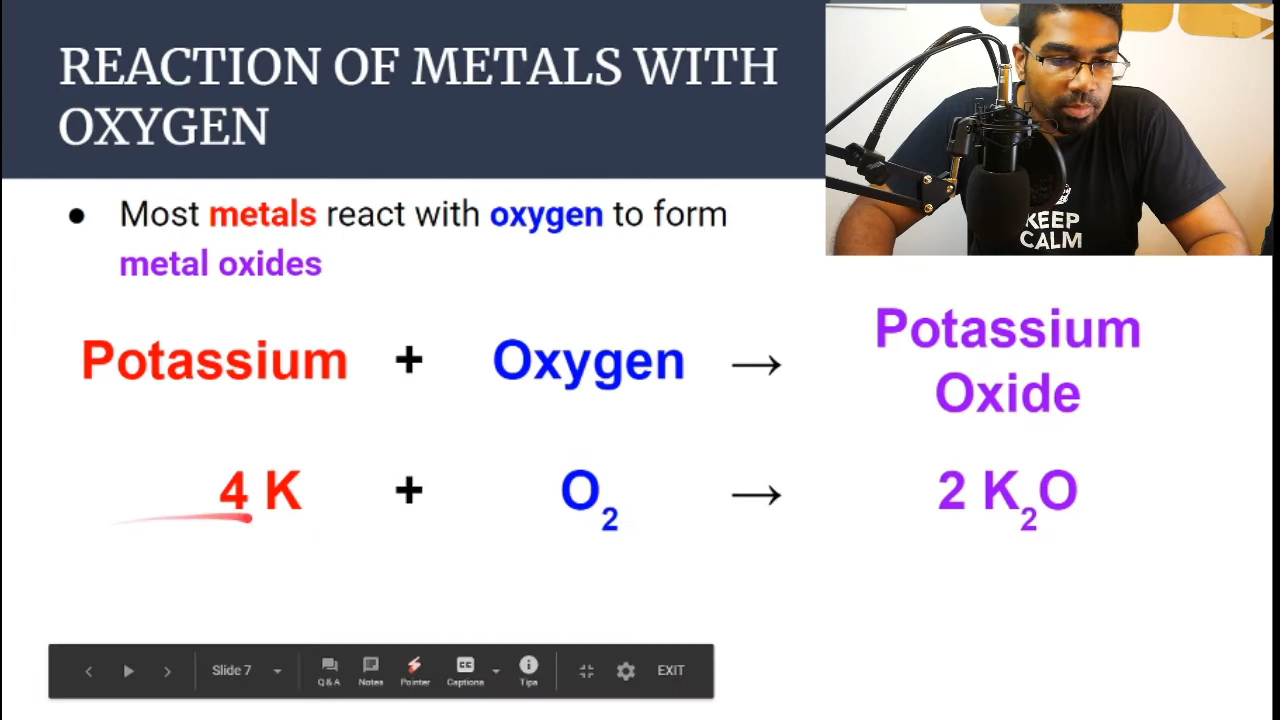 REACTION OF METALS WITH
OXYGEN
KEEP
CALM
● Most metals react with oxygen to form
metal oxides
Potassium + Oxygen → Potassium
Oxide
4 K + O₂ → 2 K₂O
Slide 7
Q & A Notes Pointer Captions Tips EXIT
CC